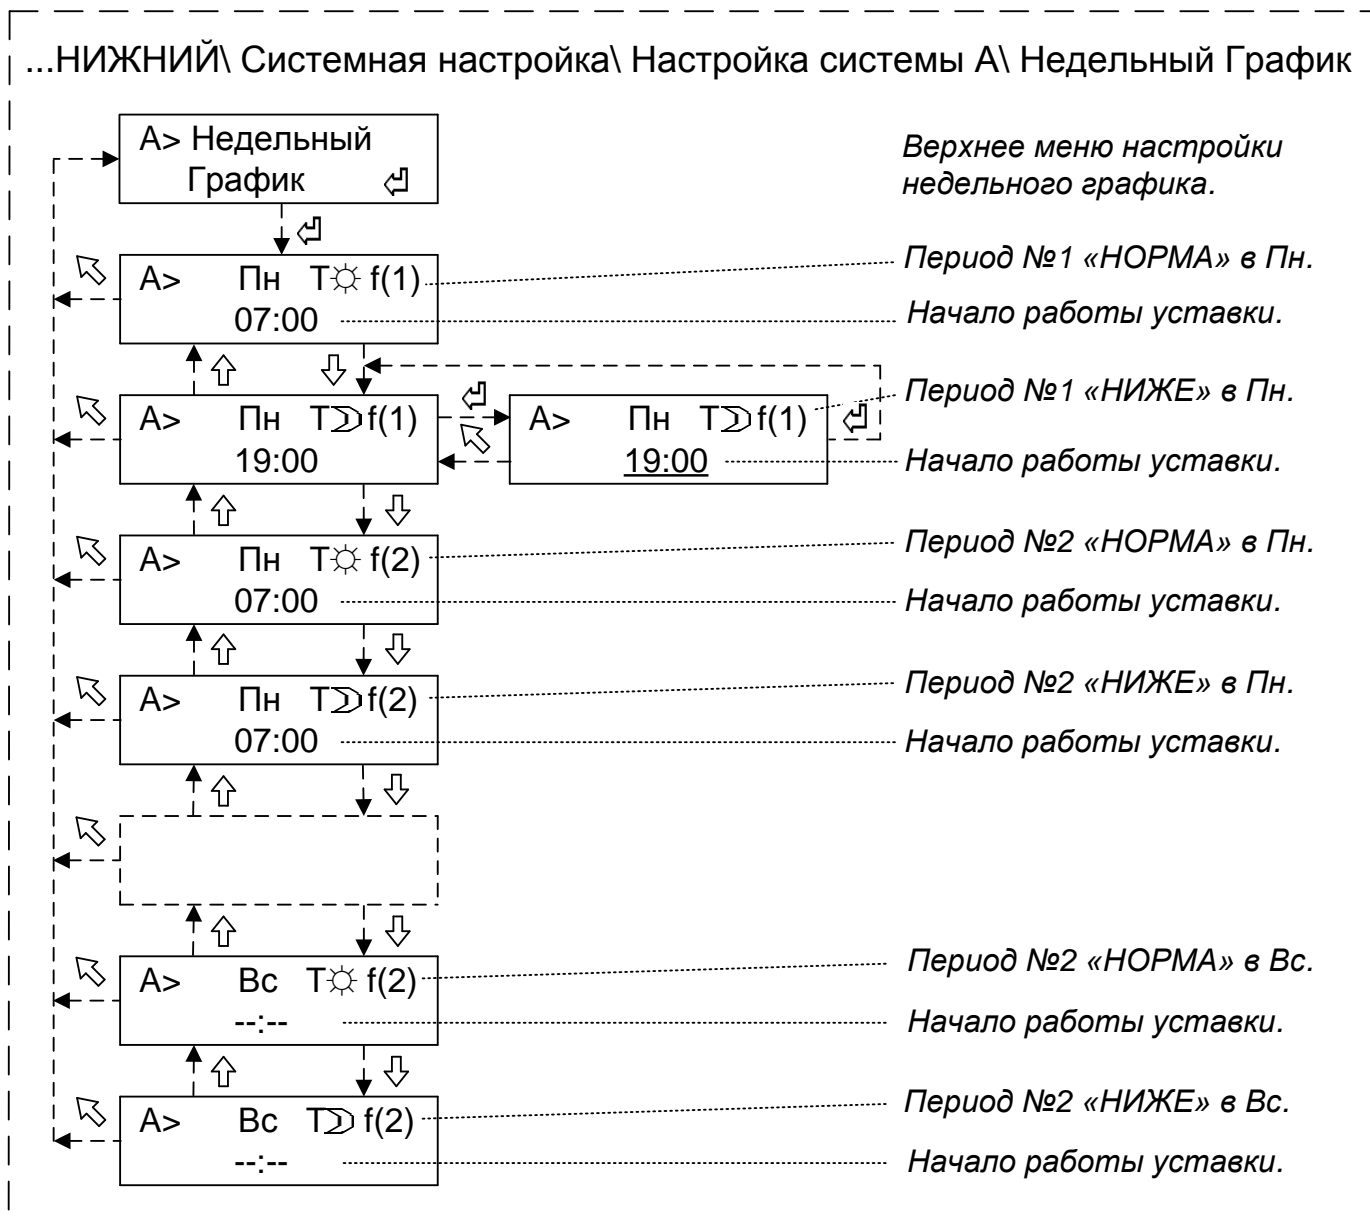 ...НИЖНИЙ\ Системная настройка\ Настройка системы А\ Недельный График
А> Недельный
График
Верхнее меню настройки
недельного графика.
А> Пн Т☼ f(1)
07:00
Период №1 «НОРМА» в Пн.
Начало работы уставки.
А> Пн Т☽ f(1)
19:00
А> Пн Т☽ f(1)
19:00
Период №1 «НИЖЕ» в Пн.
Начало работы уставки.
А> Пн Т☼ f(2)
07:00
Период №2 «НОРМА» в Пн.
Начало работы уставки.
А> Пн Т☽ f(2)
07:00
Период №2 «НИЖЕ» в Пн.
Начало работы уставки.
А> Вс Т☼ f(2)
--:--
Период №2 «НОРМА» в Вс.
Начало работы уставки.
А> Вс Т☽ f(2)
--:--
Период №2 «НИЖЕ» в Вс.
Начало работы уставки.